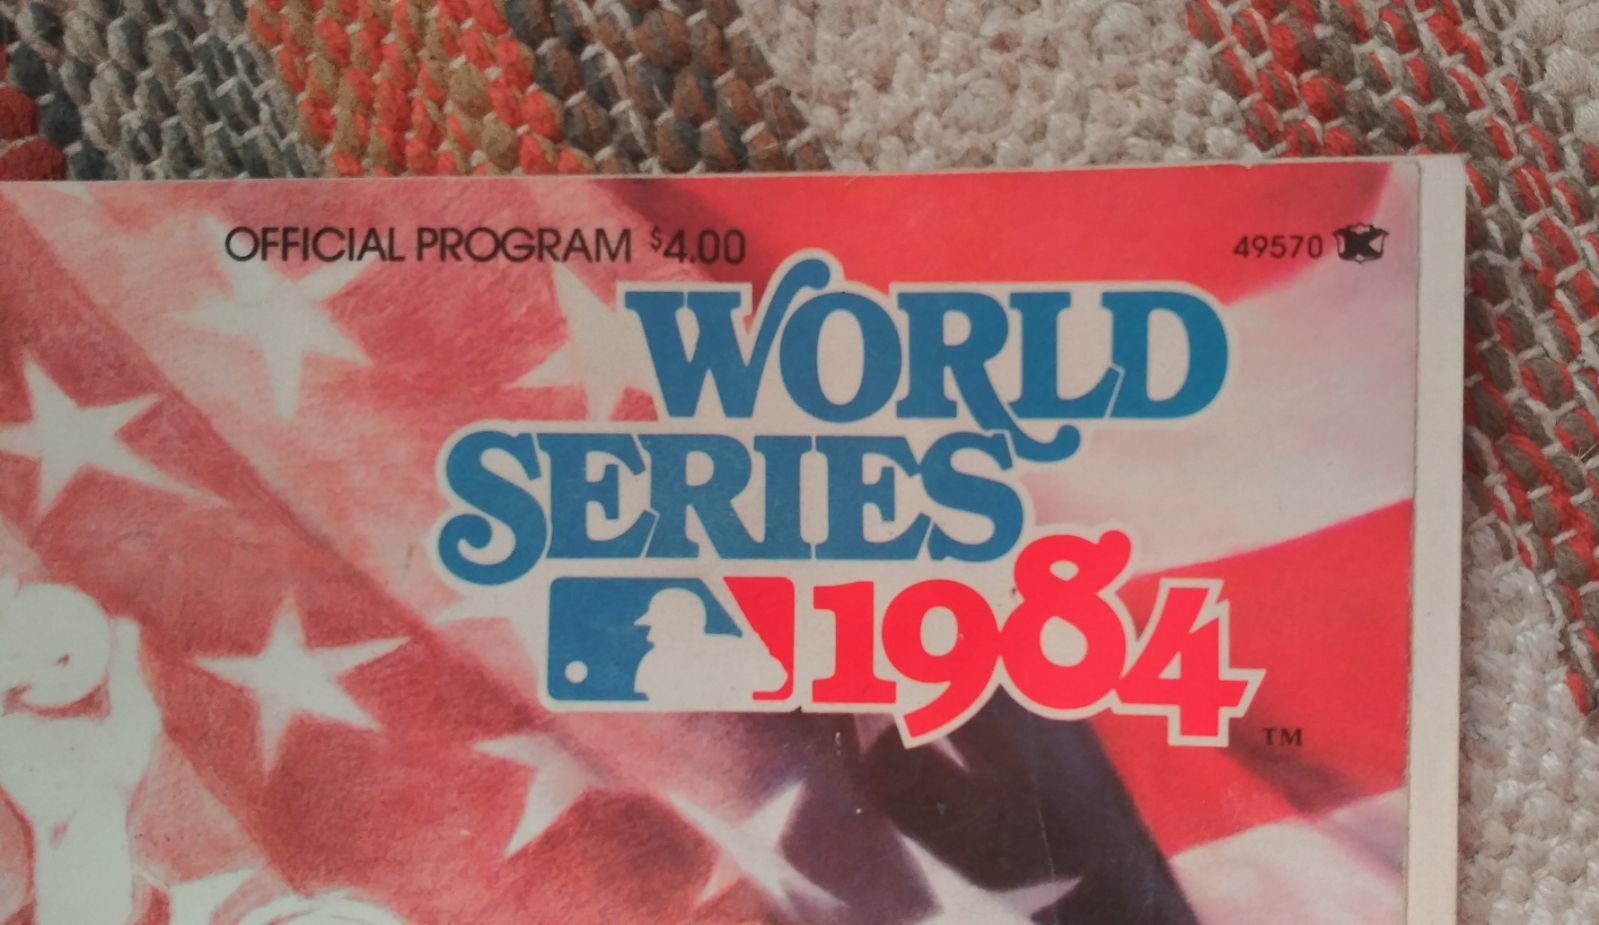 OFFICIAL PROGRAM $4.00
49570
WORLD
SERIES
1984
TM